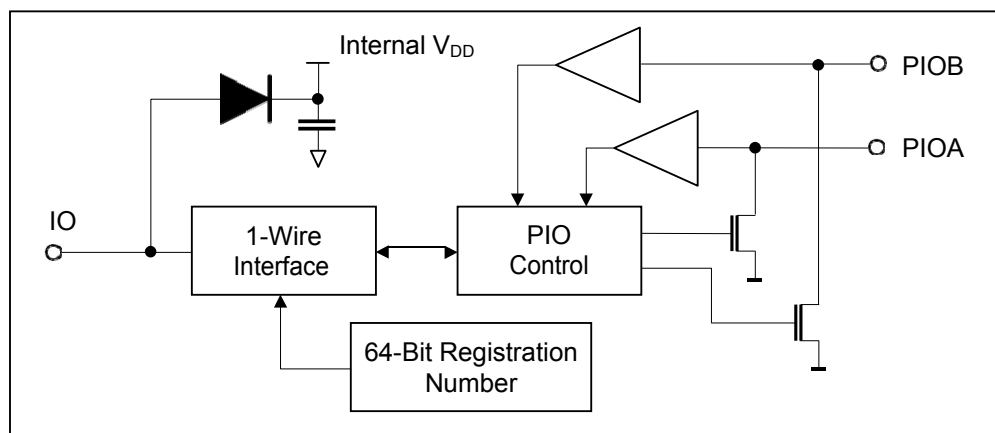 Internal VDD
PIOB
PIOA
IO
1-Wire
Interface
PIO
Control
64-Bit Registration
Number